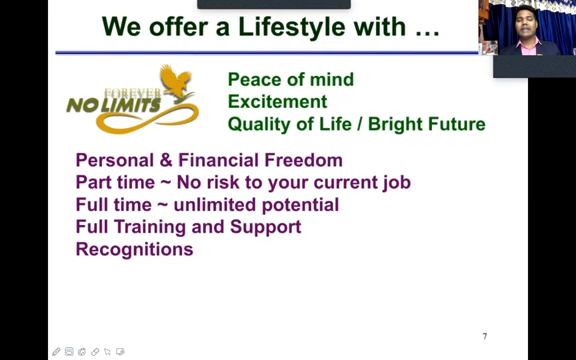 We offer a Lifestyle with …
FOREVER
NO LIMITS
Peace of mind
Excitement
Quality of Life / Bright Future
Personal & Financial Freedom
Part time ~ No risk to your current job
Full time ~ unlimited potential
Full Training and Support
Recognitions
7